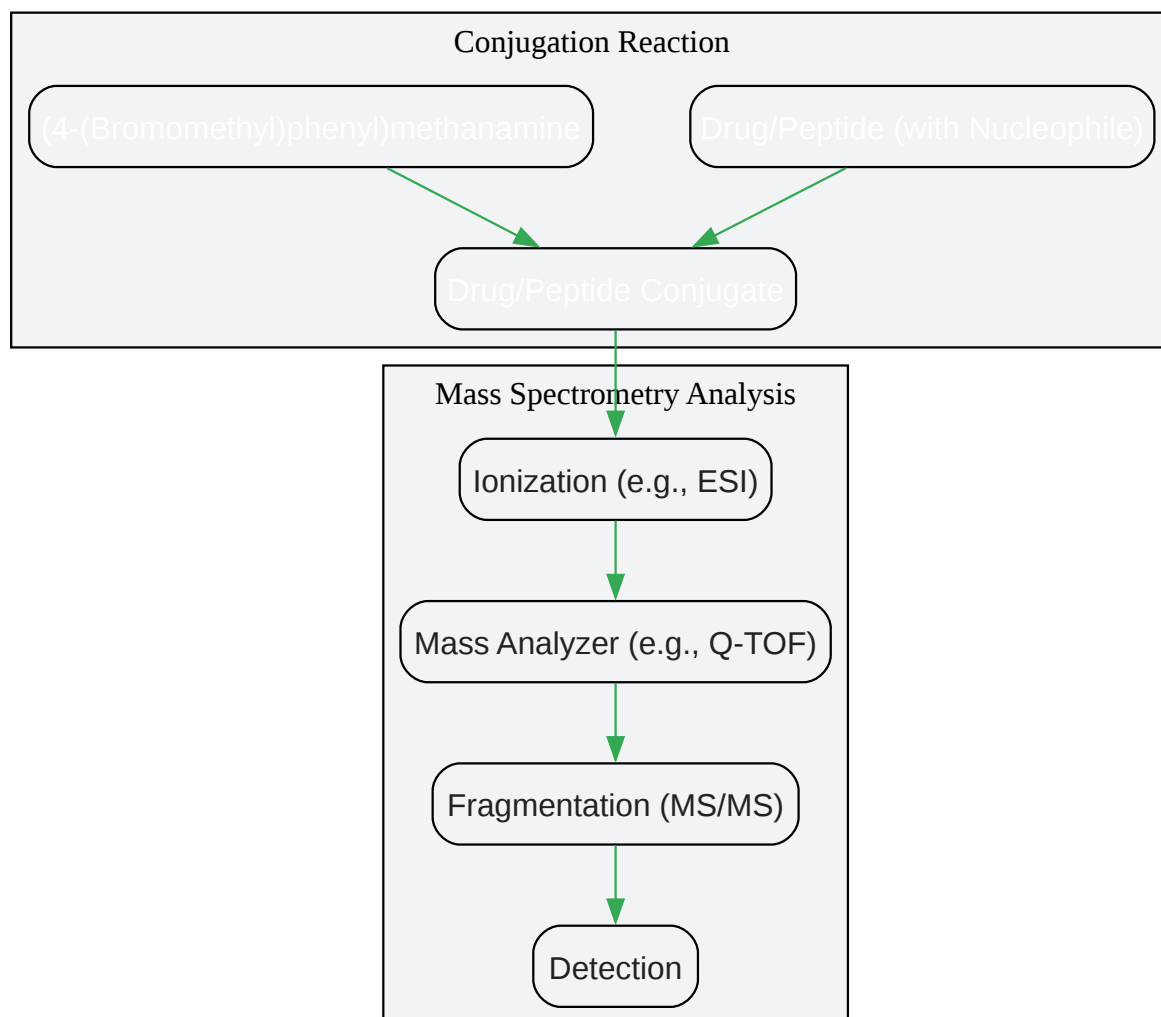 Conjugation Reaction
(4-(Bromomethyl)phenyl)methanamine
Drug/Peptide (with Nucleophile)
Drug/Peptide Conjugate
Mass Spectrometry Analysis
Ionization (e.g., ESI)
Mass Analyzer (e.g., Q-TOF)
Fragmentation (MS/MS)
Detection